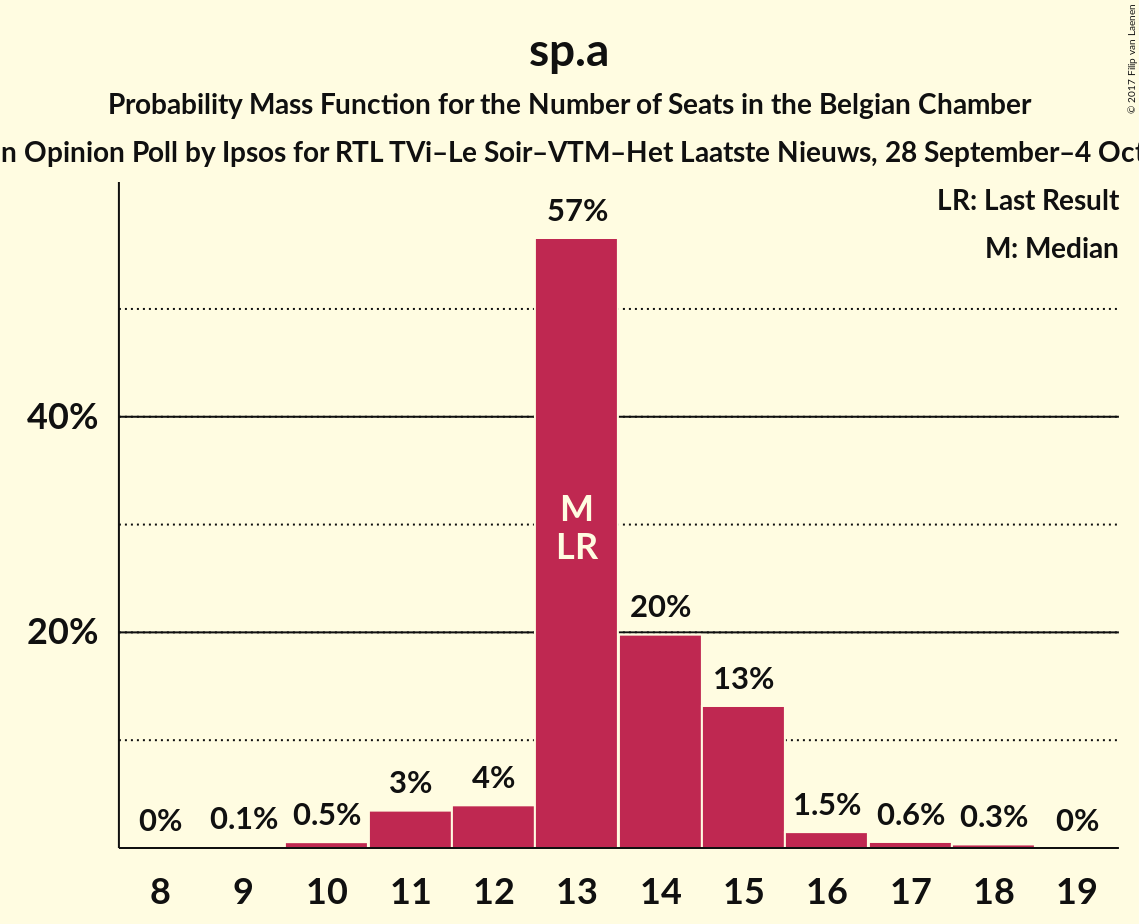 sp.a
Probability Mass Function for the Number of Seats in the Belgian Chamber
n Opinion Poll by Ipsos for RTL TVi–Le Soir–VTM–Het Laatste Nieuws, 28 September–4 Oct
© 2017 Filip van Laenen
LR: Last Result
M: Median
57%
40%
M
LR
20%
20%
13%
3%
4%
0%
0.1%
0.5%
1.5%
0.6%
0.3%
0%
8 9 10 11 12 13 14 15 16 17 18 19